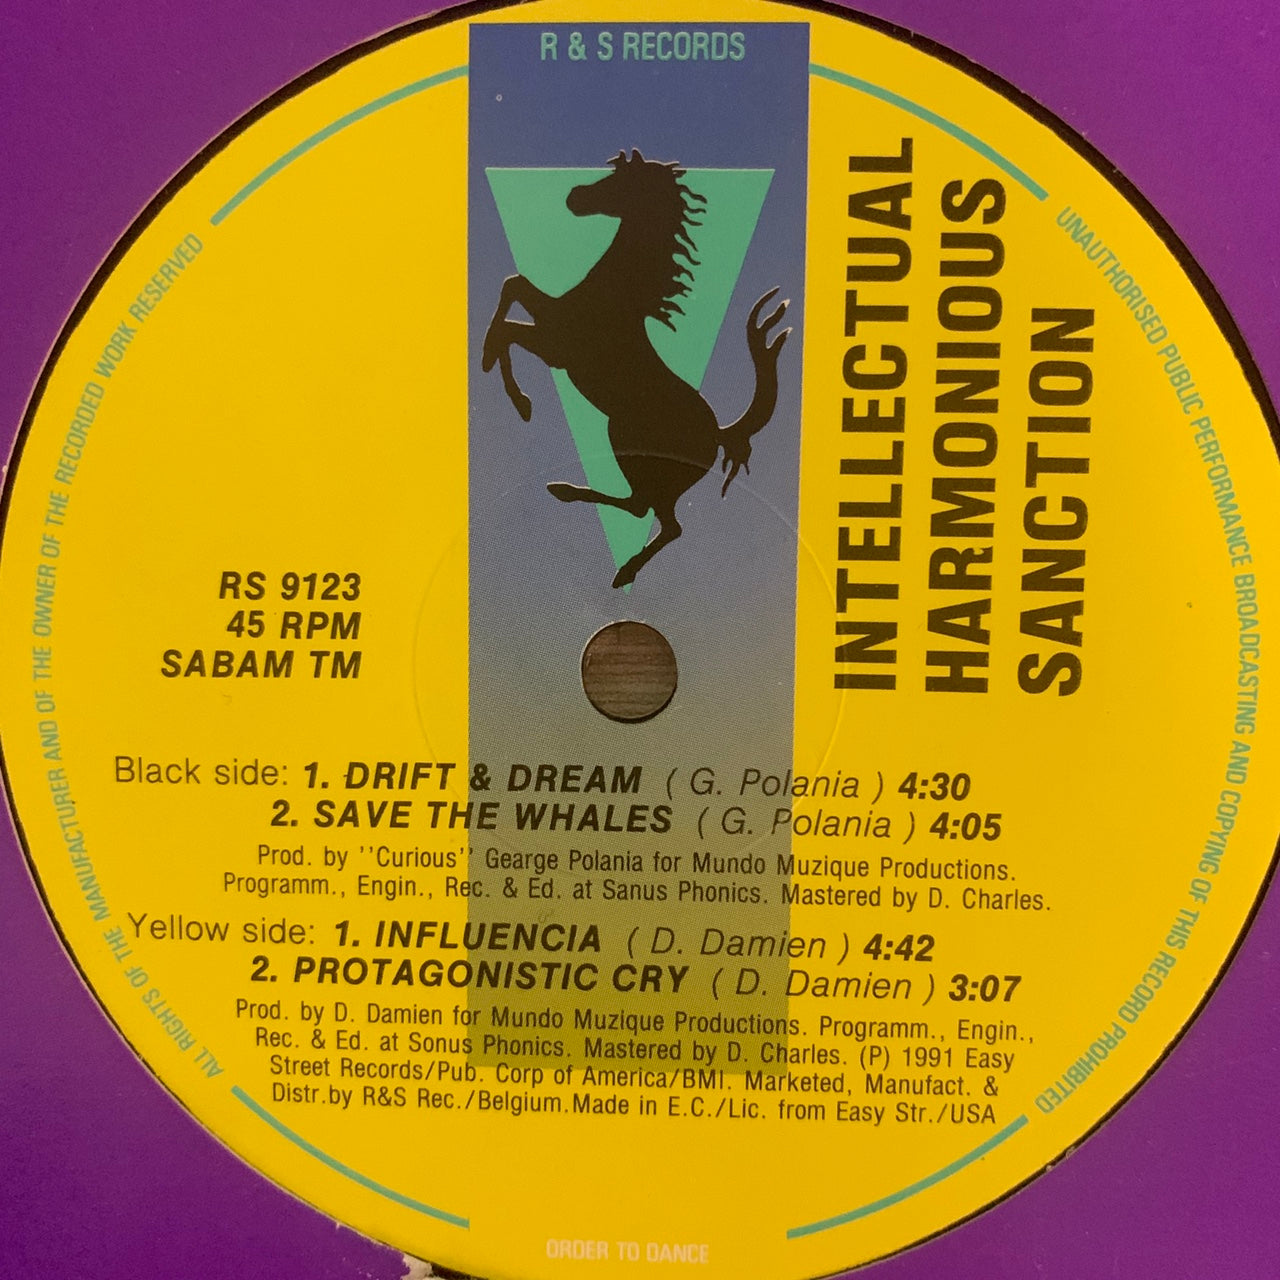 R & S RECORDS
INTELLECTUAL
HARMONIOUS
SANCTION
RS 9123
45 RPM
SABAM TM
Black side: 1. DRIFT & DREAM ( G. Polania ) 4:30
2. SAVE THE WHALES ( G. Polania ) 4:05
Prod. by ''Curious'' Gearge Polania for Mundo Muzique Productions.
Programm., Engin., Rec. & Ed. at Sanus Phonics. Mastered by D. Charles.
Yellow side: 1. INFLUENCIA ( D. Damien ) 4:42
2. PROTAGONISTIC CRY ( D. Damien ) 3:07
Prod. by D. Damien for Mundo Muzique Productions. Programm., Engin.,
Rec. & Ed. at Sonus Phonics. Mastered by D. Charles. (P) 1991 Easy
Street Records/Pub. Corp of America/BMI. Marketed, Manufact. &
Distr.by R&S Rec./Belgium.Made in E.C./Lic. from Easy Str./USA
ALL RIGHTS OF THE MANUFACTURER AND OF THE OWNER OF THE RECORDED WORK RESERVED
UNAUTHORISED PUBLIC PERFORMANCE BROADCASTING AND COPYING OF THIS RECORD PROHIBITED
ORDER TO DANCE